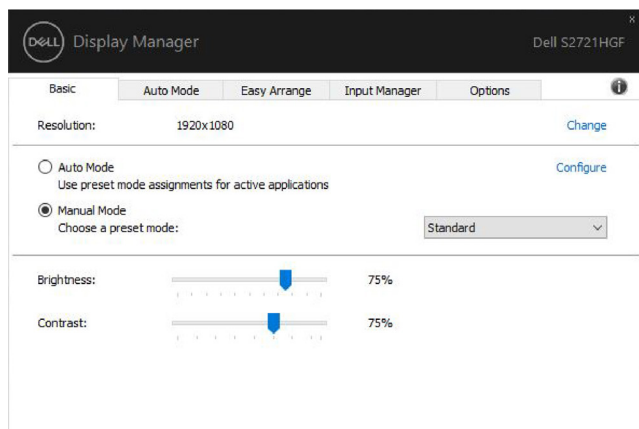 DELL Display Manager Dell S2721HGF
Basic Auto Mode Easy Arrange Input Manager Options
Resolution: 1920x1080 Change
Auto Mode Configure
Use preset mode assignments for active applications
Manual Mode
Choose a preset mode: Standard
Brightness: 75%
Contrast: 75%